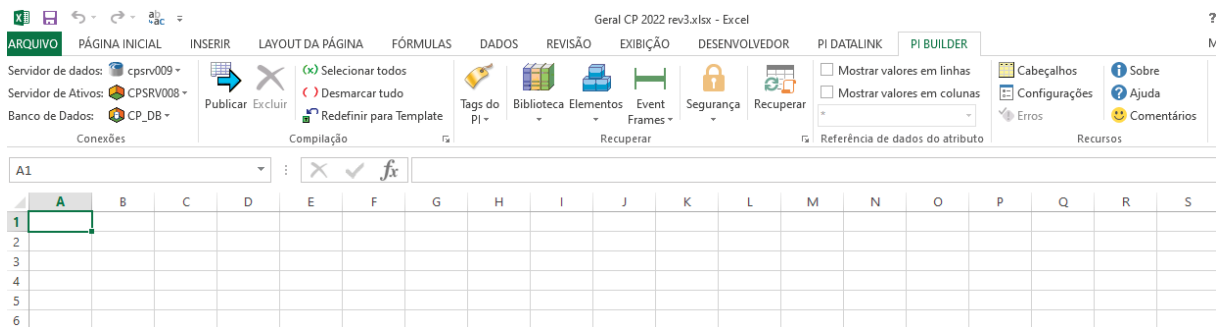 Geral CP 2022 rev3.xlsx - Excel
?
ARQUIVO PÁGINA INICIAL INSERIR LAYOUT DA PÁGINA FÓRMULAS DADOS REVISÃO EXIBIÇÃO DESENVOLVEDOR PI DATALINK PI BUILDER M
Servidor de dados: cpsrv009
Servidor de Ativos: CPSRV008
Banco de Dados: CP_DB
Conexões
Publicar Excluir
(x) Selecionar todos
( ) Desmarcar tudo
Redefinir para Template
Compilação
Tags do
PI
Biblioteca Elementos Event
Frames
Segurança Recuperar
Recuperar
Mostrar valores em linhas
Mostrar valores em colunas
*
Referência de dados do atributo
Cabeçalhos
Configurações
Erros
Sobre
Ajuda
Comentários
Recursos
A1 fx
A B C D E F G H I J K L M N O P Q R S
1
2
3
4
5
6